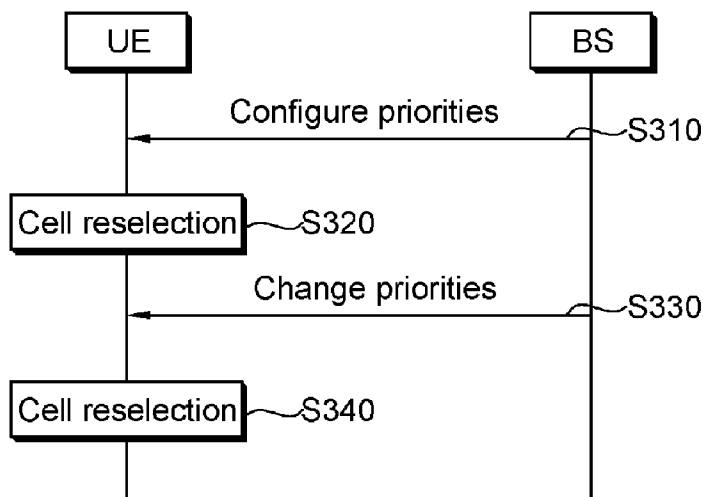 UE
BS
Configure priorities
S310
Cell reselection
S320
Change priorities
S330
Cell reselection
S340